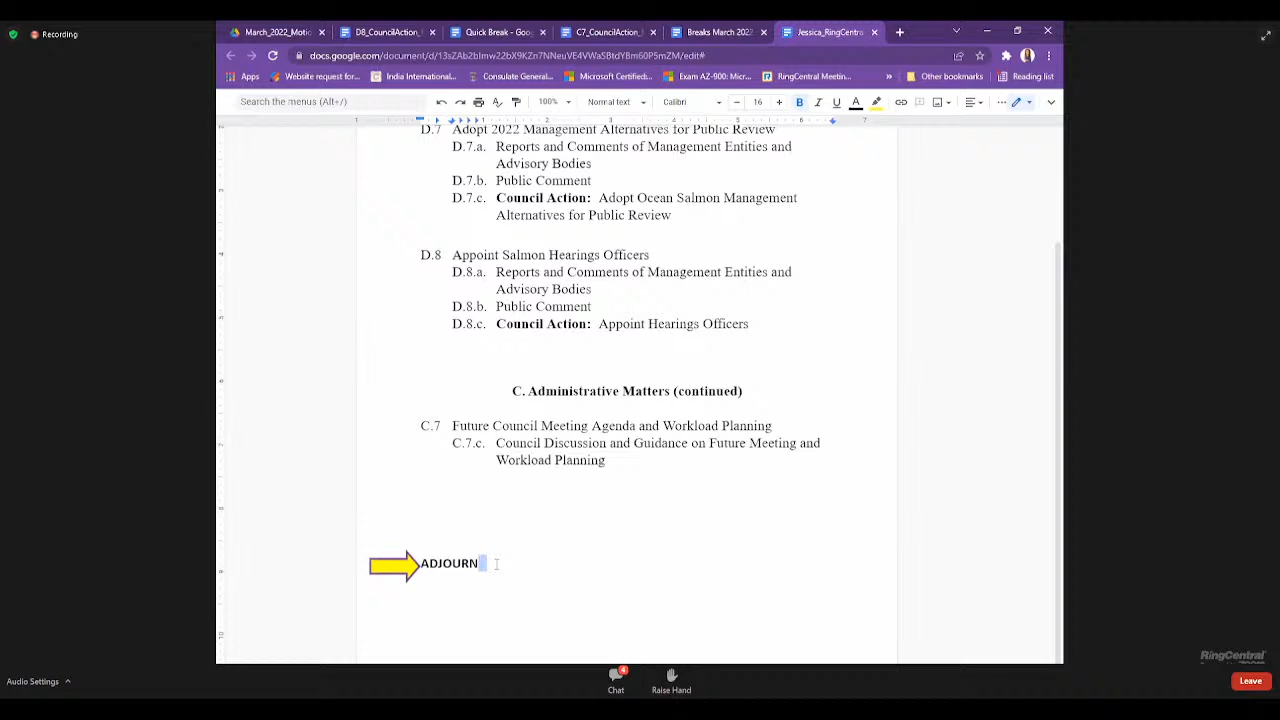 Recording
March_2022_Motio
D8_CouncilAction_
Quick Break - Goo
C7_CouncilAction_
Breaks March 2022
Jessica_RingCentra
Apps
Website request for...
India International...
Consulate General...
Microsoft Certified:...
Exam AZ-900: Micr...
RingCentral Meetin...
Other bookmarks
Reading list
Search the menus (Alt+/)
100%
Normal text
Calibri
16
D.7 Adopt 2022 Management Alternatives for Public Review
D.7.a. Reports and Comments of Management Entities and
Advisory Bodies
D.7.b. Public Comment
D.7.c. Council Action: Adopt Ocean Salmon Management
Alternatives for Public Review
D.8 Appoint Salmon Hearings Officers
D.8.a. Reports and Comments of Management Entities and
Advisory Bodies
D.8.b. Public Comment
D.8.c. Council Action: Appoint Hearings Officers
C. Administrative Matters (continued)
C.7 Future Council Meeting Agenda and Workload Planning
C.7.c. Council Discussion and Guidance on Future Meeting and
Workload Planning
ADJOURN
RingCentral
Audio Settings
4
Chat
Raise Hand
Leave